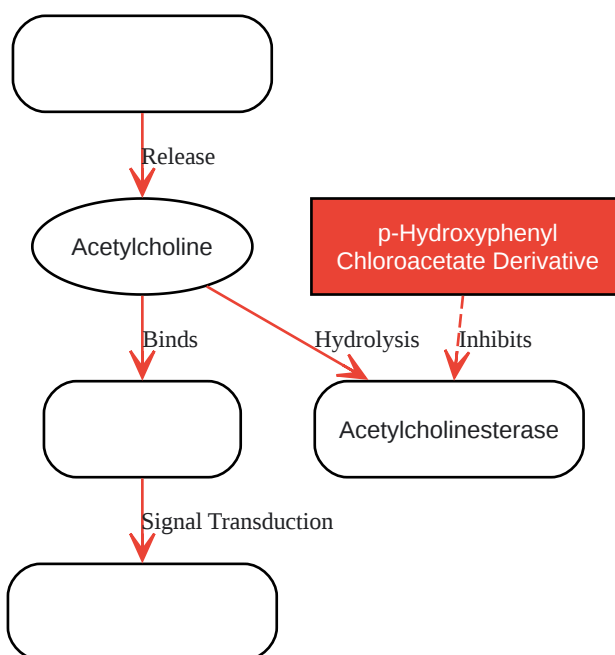 Release
Acetylcholine
p-Hydroxyphenyl
Chloroacetate Derivative
Binds
Hydrolysis
Inhibits
Acetylcholinesterase
Signal Transduction